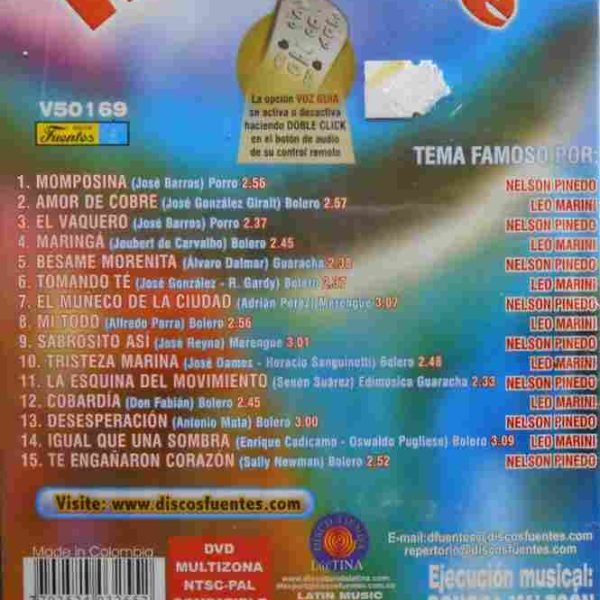 V50169
Fuentes
La opción VOZ GUIA
se activa o desactiva
haciendo DOBLE CLICK
en el botón de audio
de su control remoto
TEMA FAMOSO POR:
1. MOMPOSINA (José Barros) Porro 2.56 NELSON PINEDO
2. AMOR DE COBRE (José González Giralt) Bolero 2.57 LEO MARINI
3. EL VAQUERO (José Barros) Porro 2.37 NELSON PINEDO
4. MARINGÁ (Joubert de Carvalho) Bolero 2.45 LEO MARINI
5. BESAME MORENITA (Álvaro Dalmar) Guaracha 2.38 NELSON PINEDO
6. TOMANDO TÉ (José González - R. Gardy) Bolero 2.37 LEO MARINI
7. EL MUÑECO DE LA CIUDAD (Adrián Pérez) Merengue 3.07 NELSON PINEDO
8. MI TODO (Alfredo Parra) Bolero 2.56 LEO MARINI
9. SABROSITO ASÍ (José Reyna) Merengue 3.01 NELSON PINEDO
10. TRISTEZA MARINA (José Dames - Horacio Sanguinetti) Bolero 2.48 LEO MARINI
11. LA ESQUINA DEL MOVIMIENTO (Senén Suárez) Edimosica Guaracha 2.33 NELSON PINEDO
12. COBARDÍA (Don Fabián) Bolero 2.45 LEO MARINI
13. DESESPERACIÓN (Antonio Mata) Bolero 3.00 NELSON PINEDO
14. IGUAL QUE UNA SOMBRA (Enrique Cadicamo - Oswaldo Pugliese) Bolero 3.09 LEO MARINI
15. TE ENGAÑARON CORAZÓN (Sally Newman) Bolero 2.52 NELSON PINEDO
Visite: www.discosfuentes.com
Made in Colombia
DVD
MULTIZONA
NTSC-PAL
LATINA
LATIN MUSIC
E-mail:dfuentes@discosfuentes.com
repertorio@discosfuentes.com
Ejecución musical: